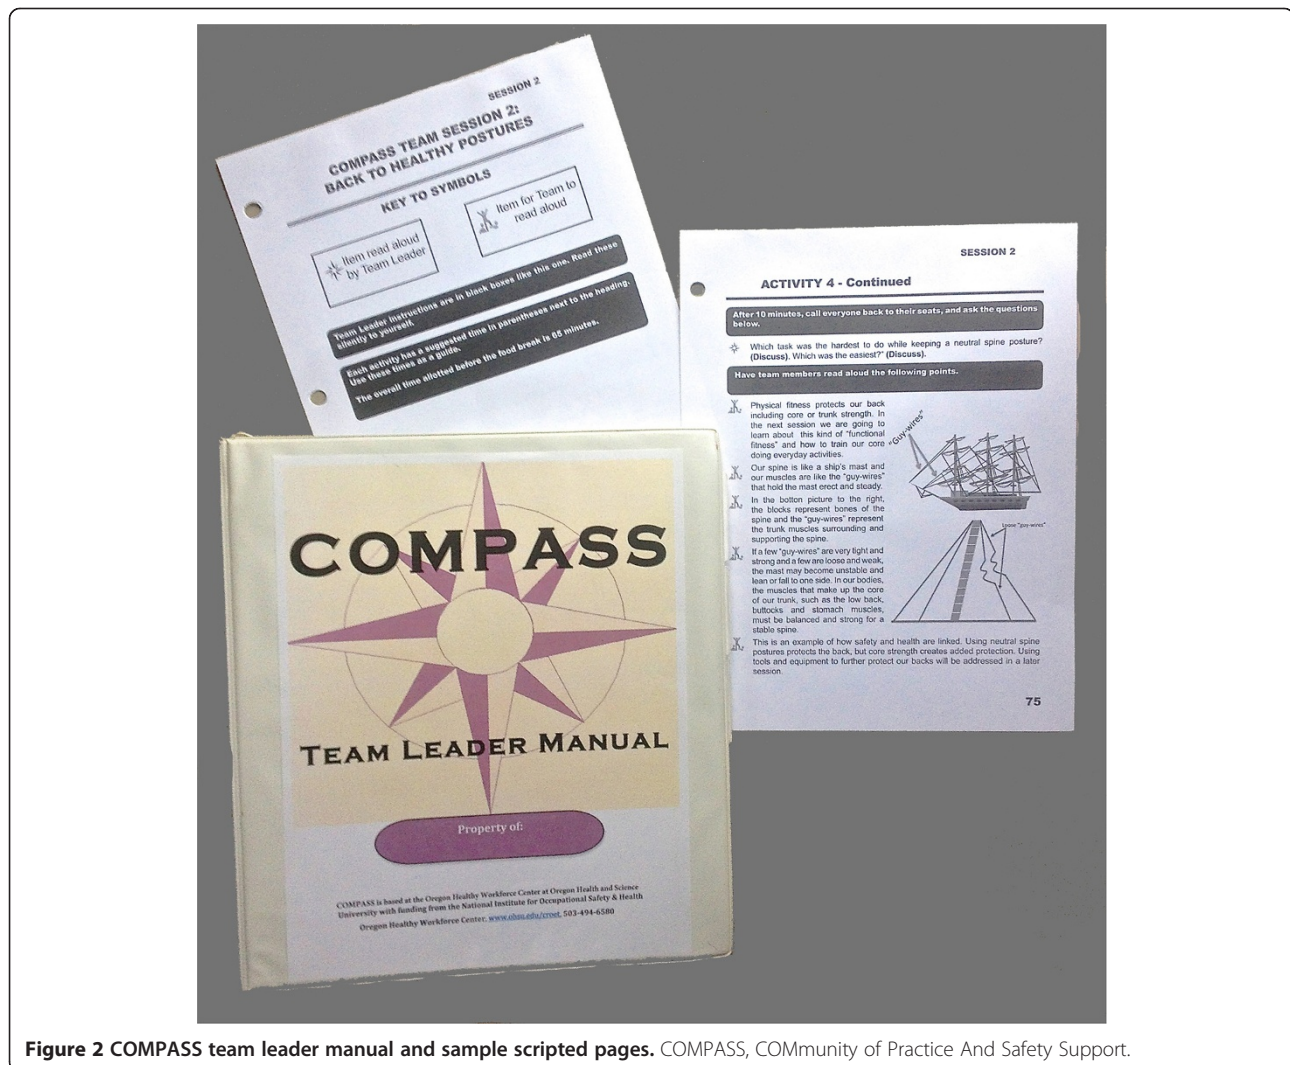 SESSION 2
COMPASS TEAM SESSION 2:
BACK TO HEALTHY POSTURES
KEY TO SYMBOLS
Item read aloud
by Team Leader
Item for Team to
read aloud
Team Leader instructions are in black boxes like this one. Read these
silently to yourself.
Each activity has a suggested time in parentheses next to the heading.
Use these times as a guide.
The overall time allotted before the food break is 65 minutes.
SESSION 2
ACTIVITY 4 - Continued
After 10 minutes, call everyone back to their seats, and ask the questions
below.
Which task was the hardest to do while keeping a neutral spine posture?
(Discuss). Which was the easiest?" (Discuss).
Have team members read aloud the following points.
Physical fitness protects our back
including core or trunk strength. In
the next session we are going to
learn about this kind of "functional
fitness" and how to train our core
doing everyday activities.
Our spine is like a ship's mast and
our muscles are like the "guy-wires"
that hold the mast erect and steady.
In the botton picture to the right,
the blocks represent bones of the
spine and the "guy-wires" represent
the trunk muscles surrounding and
supporting the spine.
If a few "guy-wires" are very tight and
strong and a few are loose and weak,
the mast may become unstable and
lean or fall to one side. In our bodies,
the muscles that make up the core
of our trunk, such as the low back,
buttocks and stomach muscles,
must be balanced and strong for a
stable spine.
"Guy-wires"
Loose "guy-wires"
This is an example of how safety and health are linked. Using neutral spine
postures protects the back, but core strength creates added protection. Using
tools and equipment to further protect our backs will be addressed in a later
session.
75
COMPASS
TEAM LEADER MANUAL
Property of:
COMPASS is based at the Oregon Healthy Workforce Center at Oregon Health and Science
University with funding from the National Institute for Occupational Safety & Health
Oregon Healthy Workforce Center, www.ohsu.edu/croet, 503-494-6580
Figure 2 COMPASS team leader manual and sample scripted pages. COMPASS, COMmunity of Practice And Safety Support.